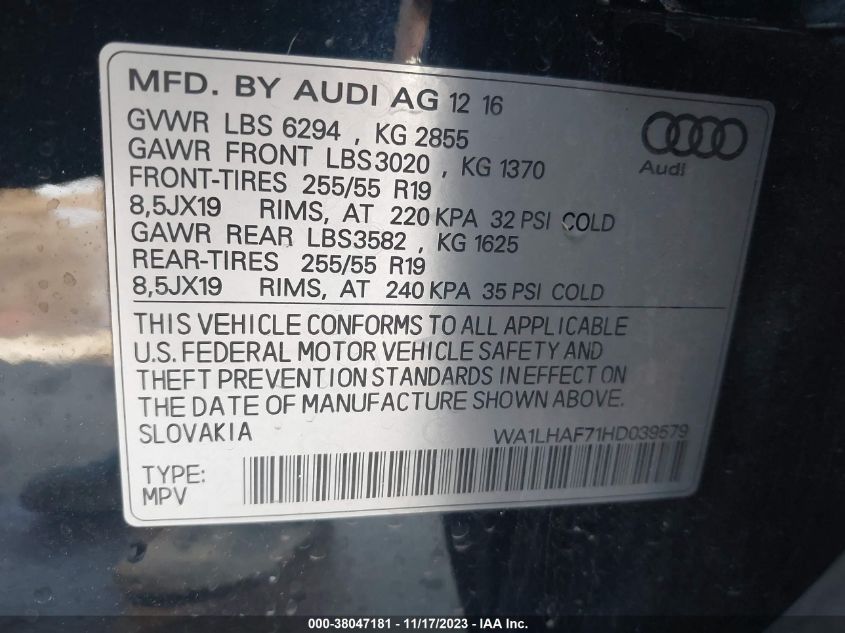 MFD. BY AUDI AG 12 16
GVWR LBS 6294 , KG 2855
GAWR FRONT LBS3020 , KG 1370
FRONT-TIRES 255/55 R19
8,5JX19 RIMS, AT 220 KPA 32 PSI COLD
GAWR REAR LBS3582 , KG 1625
REAR-TIRES 255/55 R19
8,5JX19 RIMS, AT 240 KPA 35 PSI COLD
Audi
THIS VEHICLE CONFORMS TO ALL APPLICABLE
U.S. FEDERAL MOTOR VEHICLE SAFETY AND
THEFT PREVENTION STANDARDS IN EFFECT ON
THE DATE OF MANUFACTURE SHOWN ABOVE.
SLOVAKIA WA1LHAF71HD039579
TYPE:
MPV
000-38047181 - 11/17/2023 - IAA Inc.